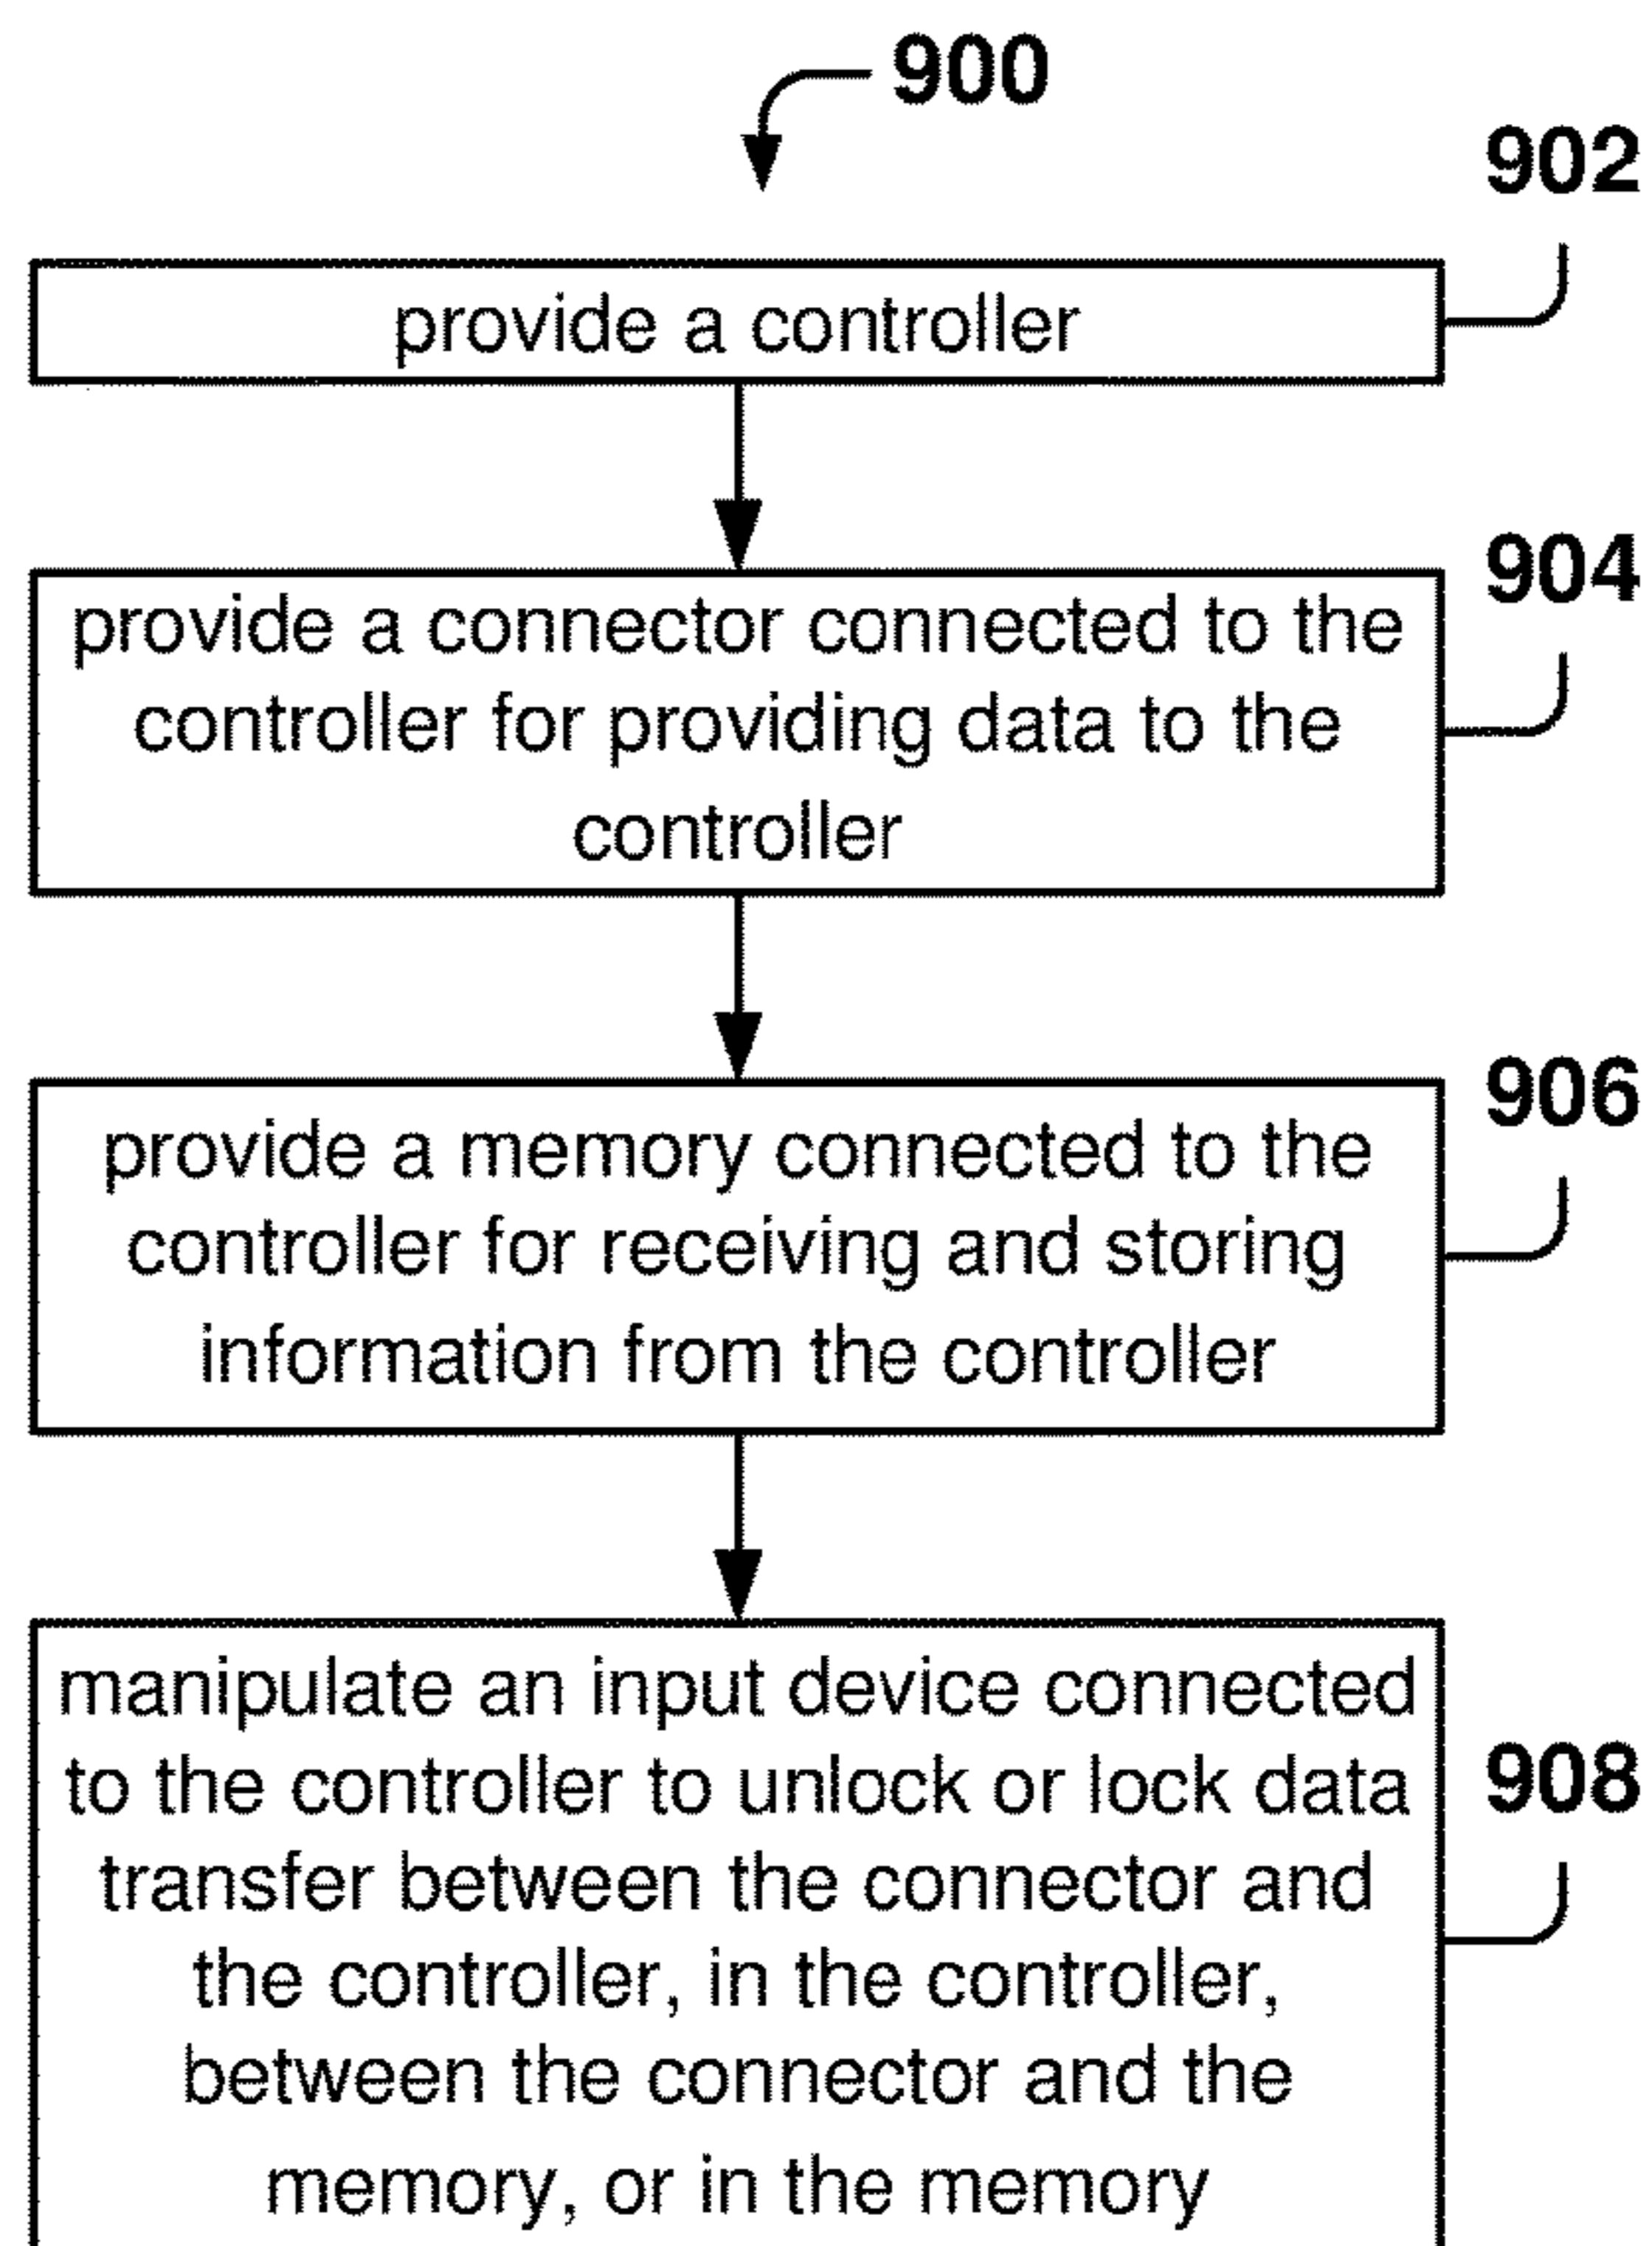 900
902
provide a controller
904
provide a connector connected to the
controller for providing data to the
controller
906
provide a memory connected to the
controller for receiving and storing
information from the controller
manipulate an input device connected
to the controller to unlock or lock data
908
transfer between the connector and
the controller, in the controller,
between the connector and the
memory, or in the memory